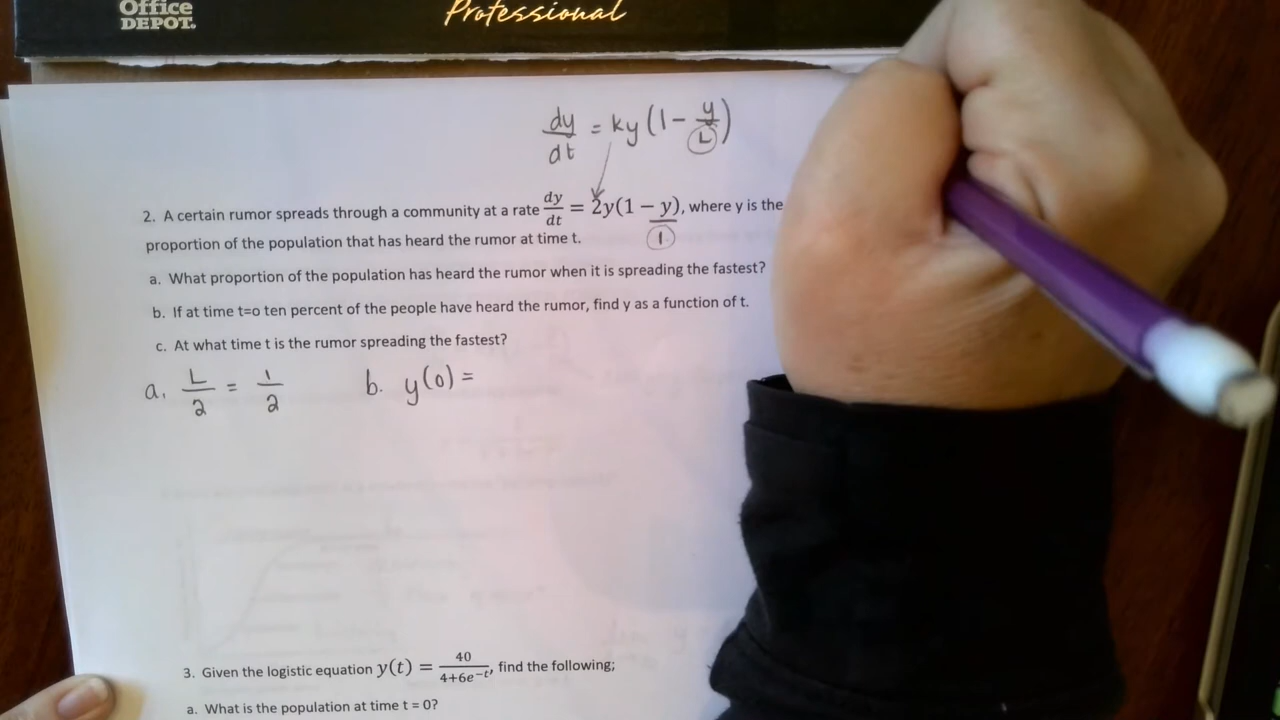 Office
DEPOT.
Professional
dy/dt = ky(1 - y/L)
2. A certain rumor spreads through a community at a rate dy/dt = 2y(1 − y), where y is the
1
proportion of the population that has heard the rumor at time t.
a. What proportion of the population has heard the rumor when it is spreading the fastest?
b. If at time t=o ten percent of the people have heard the rumor, find y as a function of t.
c. At what time t is the rumor spreading the fastest?
a. L/2 = 1/2 b. y(0) =
3. Given the logistic equation y(t) = 40/(4+6e^−t), find the following;
a. What is the population at time t = 0?